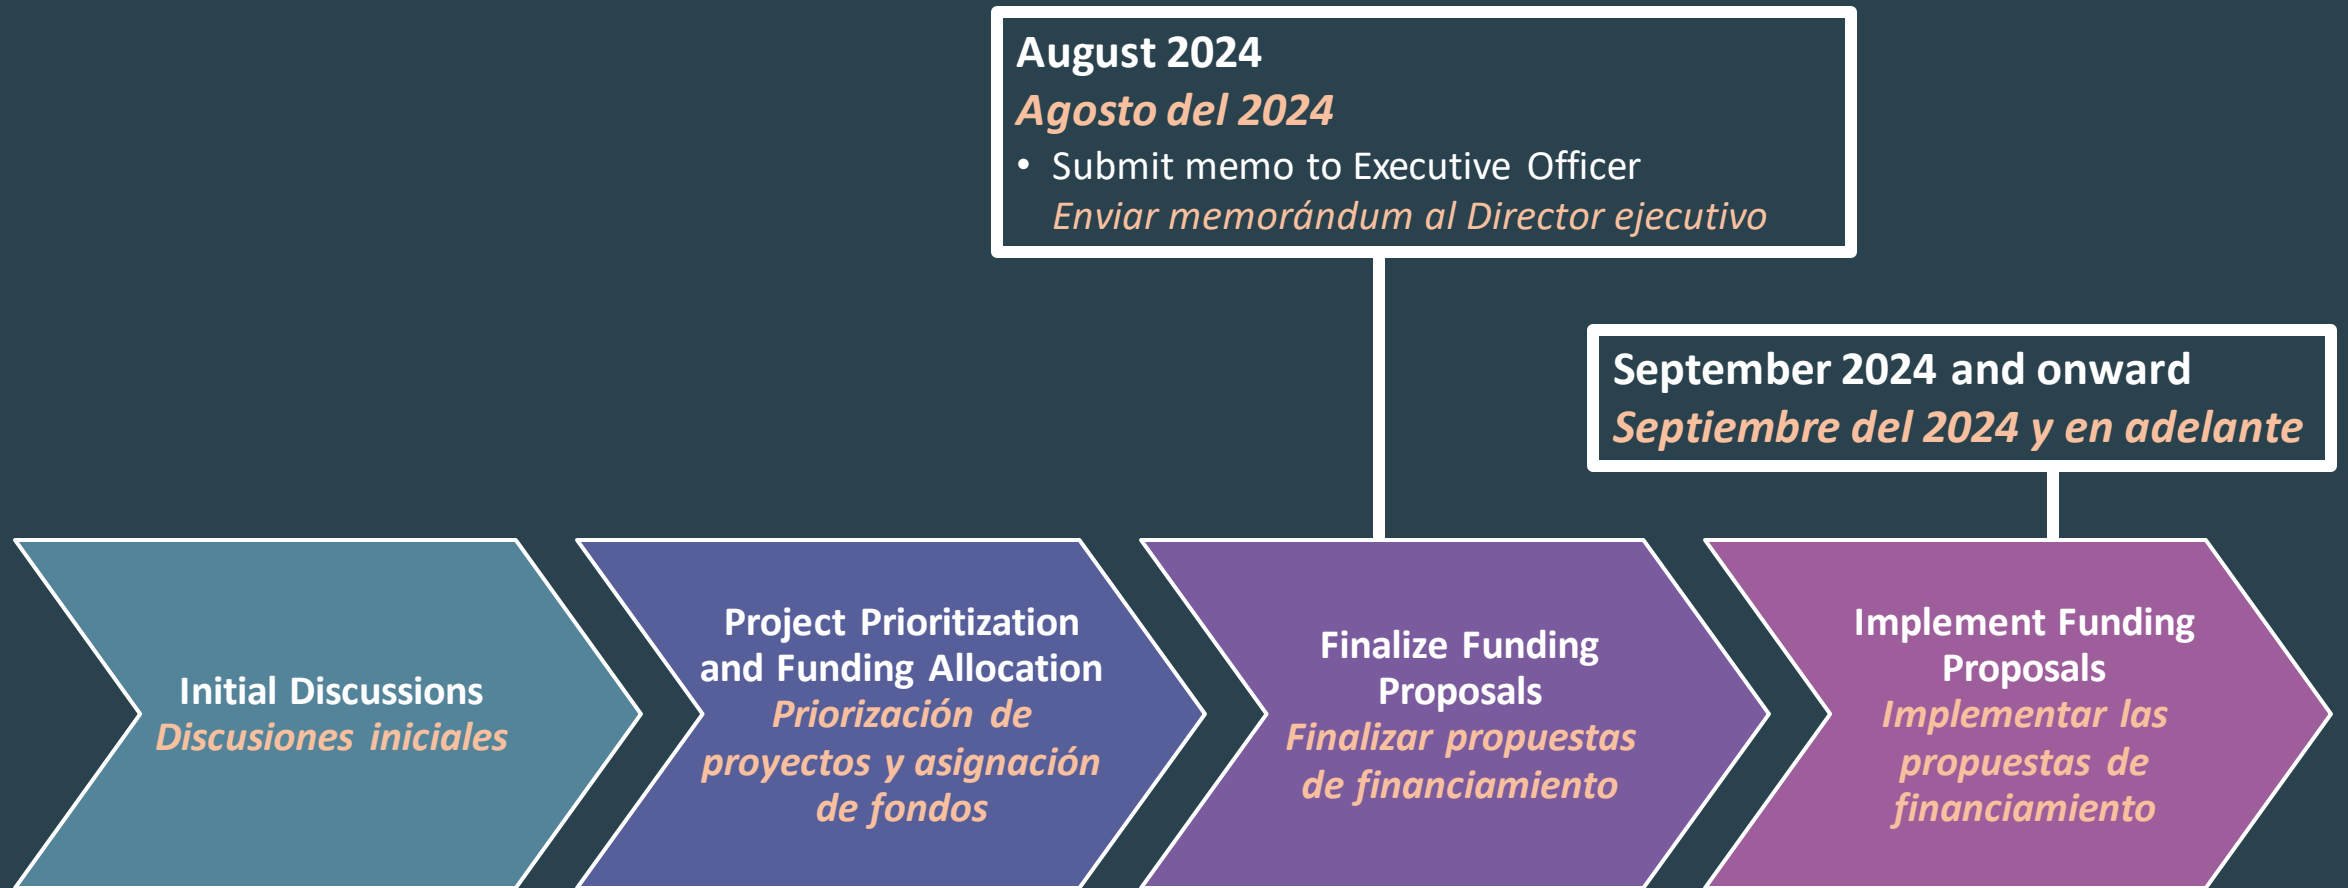 August 2024
Agosto del 2024
• Submit memo to Executive Officer
Enviar memorándum al Director ejecutivo
September 2024 and onward
Septiembre del 2024 y en adelante
Initial Discussions
Discusiones iniciales
Project Prioritization
and Funding Allocation
Priorización de
proyectos y asignación
de fondos
Finalize Funding
Proposals
Finalizar propuestas
de financiamiento
Implement Funding
Proposals
Implementar las
propuestas de
financiamiento